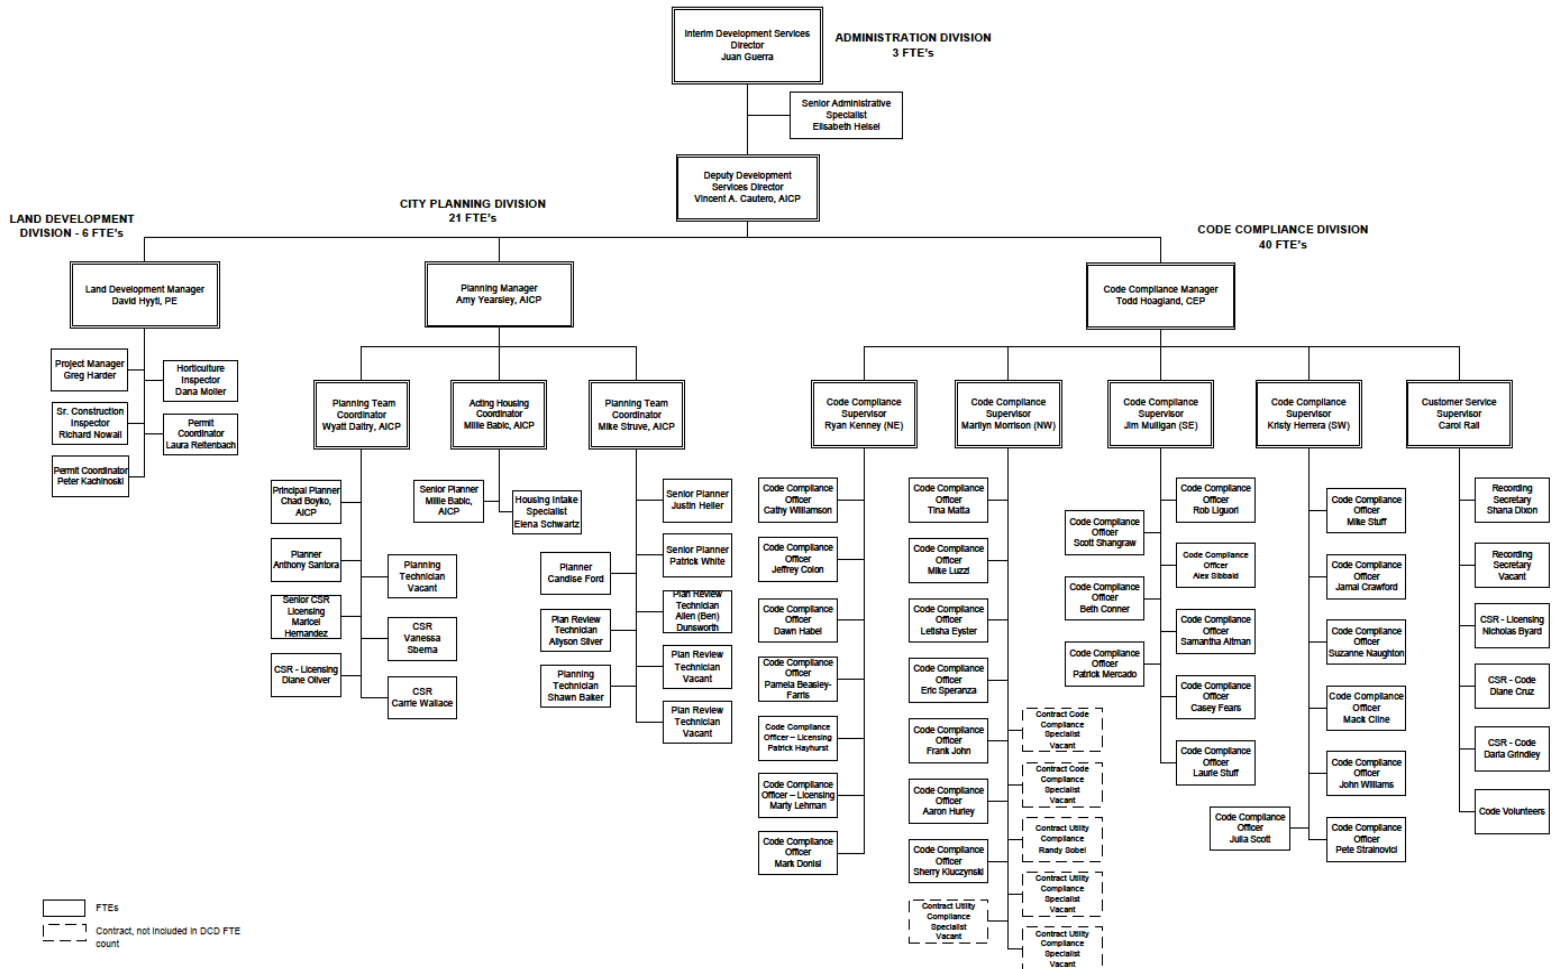 Interim Development Services
Director
Juan Guerra
ADMINISTRATION DIVISION
3 FTE's
Senior Administrative
Specialist
Elisabeth Heisel
Deputy Development
Services Director
Vincent A. Cautero, AICP
LAND DEVELOPMENT
DIVISION - 6 FTE's
CITY PLANNING DIVISION
21 FTE's
CODE COMPLIANCE DIVISION
40 FTE's
Land Development Manager
David Hyyti, PE
Planning Manager
Amy Yearsley, AICP
Code Compliance Manager
Todd Hoagland, CEP
Project Manager
Greg Harder
Horticulture
Inspector
Dana Moller
Sr. Construction
Inspector
Richard Nowall
Permit
Coordinator
Laura Reitenbach
Permit Coordinator
Peter Kachinoski
Planning Team
Coordinator
Wyatt Daltry, AICP
Acting Housing
Coordinator
Millie Babic, AICP
Planning Team
Coordinator
Mike Struve, AICP
Code Compliance
Supervisor
Ryan Kenney (NE)
Code Compliance
Supervisor
Marilyn Morrison (NW)
Code Compliance
Supervisor
Jim Mulligan (SE)
Code Compliance
Supervisor
Kristy Herrera (SW)
Customer Service
Supervisor
Carol Rall
Principal Planner
Chad Boyko,
AICP
Planner
Anthony Santora
Planning
Technician
Vacant
Senior CSR
Licensing
Maricel
Hernandez
CSR
Vanessa
Sbema
CSR - Licensing
Diane Oliver
CSR
Carrie Wallace
Senior Planner
Millie Babic,
AICP
Housing Intake
Specialist
Elena Schwartz
Senior Planner
Justin Heller
Senior Planner
Patrick White
Planner
Candise Ford
Plan Review
Technician
Allen (Ben)
Dunsworth
Plan Review
Technician
Allyson Silver
Plan Review
Technician
Vacant
Planning
Technician
Shawn Baker
Plan Review
Technician
Vacant
Code Compliance
Officer
Cathy Williamson
Code Compliance
Officer
Jeffrey Colon
Code Compliance
Officer
Dawn Habel
Code Compliance
Officer
Pamela Beasley-
Farris
Code Compliance
Officer – Licensing
Patrick Hayhurst
Code Compliance
Officer – Licensing
Marty Lehman
Code Compliance
Officer
Mark Donisi
Code Compliance
Officer
Tina Matta
Code Compliance
Officer
Mike Luzzi
Code Compliance
Officer
Letisha Eyster
Code Compliance
Officer
Eric Speranza
Code Compliance
Officer
Frank John
Code Compliance
Officer
Aaron Hurley
Code Compliance
Officer
Sherry Kluczynski
Contract Utility
Compliance
Specialist
Vacant
Contract Code
Compliance
Specialist
Vacant
Contract Code
Compliance
Specialist
Vacant
Contract Utility
Compliance
Randy Sobel
Contract Utility
Compliance
Specialist
Vacant
Contract Utility
Compliance
Specialist
Vacant
Code Compliance
Officer
Rob Liguori
Code Compliance
Officer
Scott Shangraw
Code Compliance
Officer
Alex Sibbald
Code Compliance
Officer
Beth Conner
Code Compliance
Officer
Samantha Altman
Code Compliance
Officer
Patrick Mercado
Code Compliance
Officer
Casey Fears
Code Compliance
Officer
Laurie Stuff
Code Compliance
Officer
Mike Stuff
Code Compliance
Officer
Jamal Crawford
Code Compliance
Officer
Suzanne Naughton
Code Compliance
Officer
Mack Cline
Code Compliance
Officer
John Williams
Code Compliance
Officer
Julia Scott
Code Compliance
Officer
Pete Strainovici
Recording
Secretary
Shana Dixon
Recording
Secretary
Vacant
CSR - Licensing
Nicholas Byard
CSR - Code
Diane Cruz
CSR - Code
Darla Grindley
Code Volunteers
FTEs
Contract, not included in DCD FTE
count